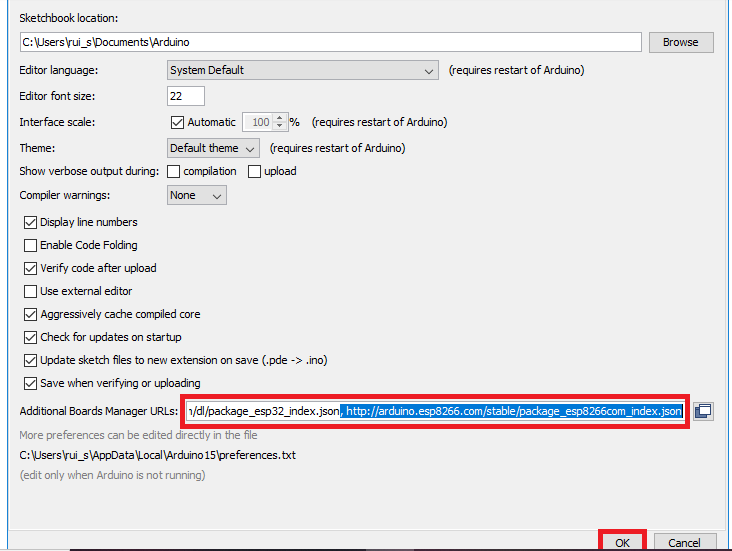 Sketchbook location:
C:\Users\rui_s\Documents\Arduino Browse
Editor language: System Default (requires restart of Arduino)
Editor font size: 22
Interface scale: Automatic 100 % (requires restart of Arduino)
Theme: Default theme (requires restart of Arduino)
Show verbose output during: compilation upload
Compiler warnings: None
Display line numbers
Enable Code Folding
Verify code after upload
Use external editor
Aggressively cache compiled core
Check for updates on startup
Update sketch files to new extension on save (.pde -> .ino)
Save when verifying or uploading
Additional Boards Manager URLs: /dl/package_esp32_index.json, http://arduino.esp8266.com/stable/package_esp8266com_index.json
More preferences can be edited directly in the file
C:\Users\rui_s\AppData\Local\Arduino15\preferences.txt
(edit only when Arduino is not running)
OK Cancel